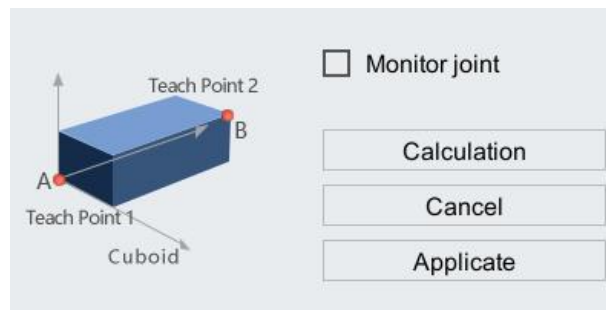 Monitor joint
Teach Point 2
B
Calculation
A
Cancel
Teach Point 1
Cuboid
Applicate